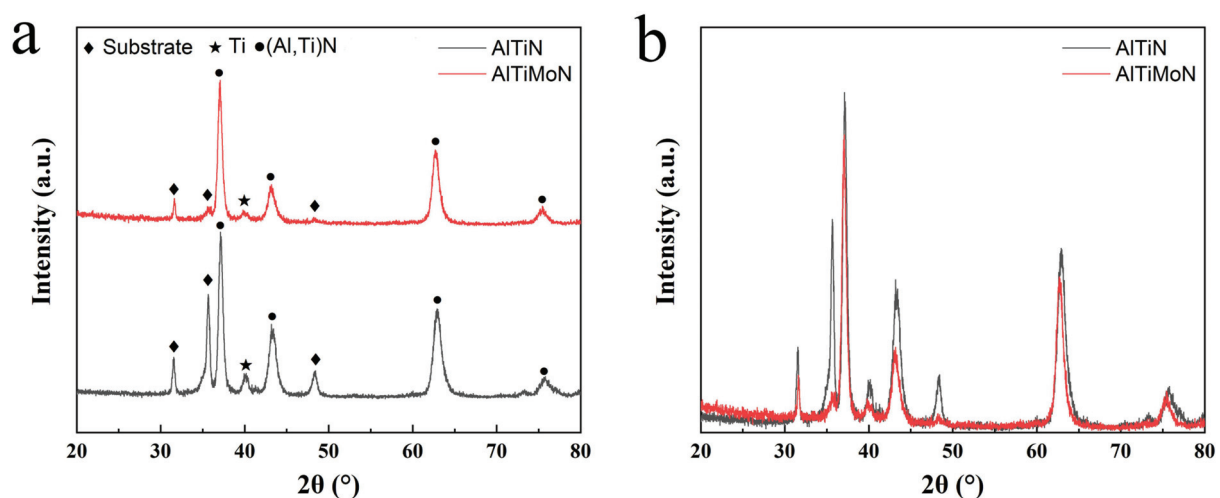 a
◆ Substrate ★ Ti ●(Al,Ti)N
AlTiN
AlTiMoN
Intensity (a.u.)
20 30 40 50 60 70 80
2θ (°)
b
AlTiN
AlTiMoN
Intensity (a.u.)
20 30 40 50 60 70 80
2θ (°)